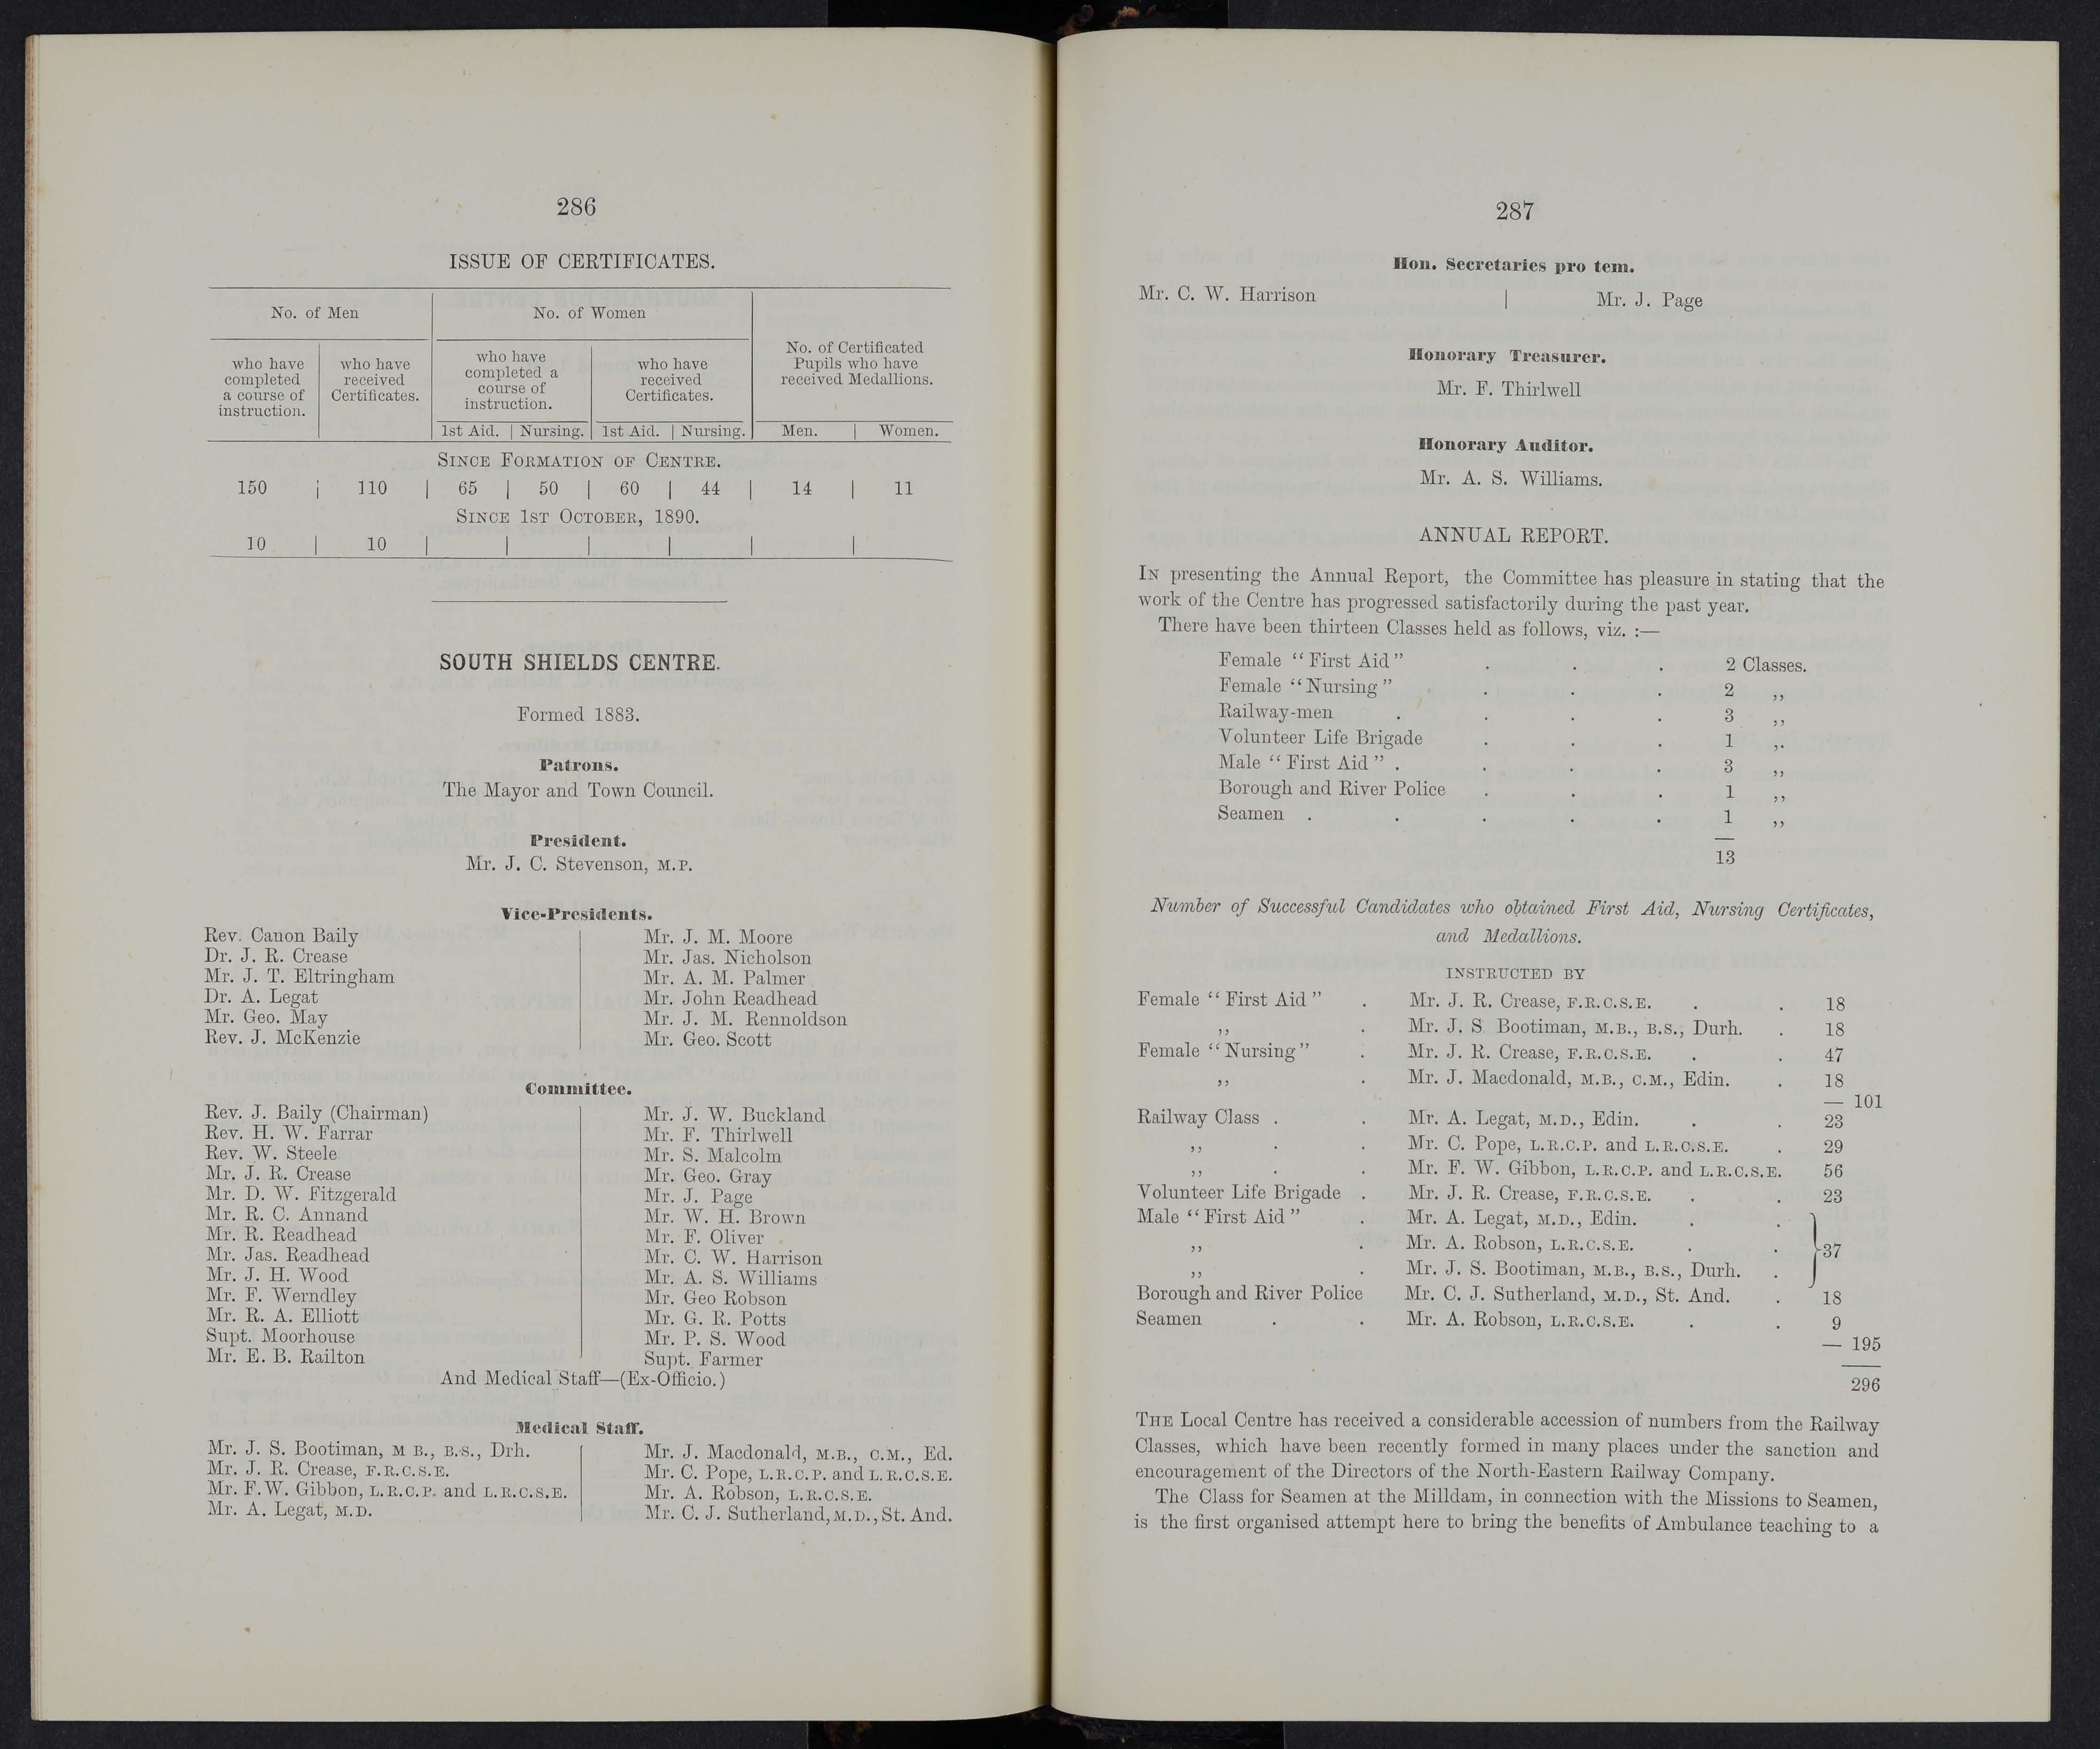 286
ISSUE OF CERTIFICATES.
No. of Men
No. of Women
No. of Certificated Pupils who have received Medallions.
who have completed a course of instruction.
who have received Certificates.
who have completed a course of instruction.
who have received Certificates.
1st Aid. | Nursing. | 1st Aid. | Nursing. | Men. | Women.
SINCE FORMATION OF CENTRE.
150 | 110 | 65 | 50 | 60 | 44 | 14 | 11
SINCE 1ST OCTOBER, 1890.
10 | 10 | | | | | |
SOUTH SHIELDS CENTRE.
Formed 1883.
Patrons.
The Mayor and Town Council.
President.
Mr. J. C. Stevenson, M.P.
Vice-Presidents.
Rev. Canon Baily
Dr. J. R. Crease
Mr. J. T. Eltringham
Dr. A. Legat
Mr. Geo. May
Rev. J. McKenzie
Mr. J. M. Moore
Mr. Jas. Nicholson
Mr. A. M. Palmer
Mr. John Readhead
Mr. J. M. Rennoldson
Mr. Geo. Scott
Committee.
Rev. J. Baily (Chairman)
Rev. H. W. Farrar
Rev. W. Steele
Mr. J. R. Crease
Mr. D. W. Fitzgerald
Mr. R. C. Annand
Mr. R. Readhead
Mr. Jas. Readhead
Mr. J. H. Wood
Mr. F. Werndley
Mr. R. A. Elliott
Supt. Moorhouse
Mr. E. B. Railton
Mr. J. W. Buckland
Mr. F. Thirlwell
Mr. S. Malcolm
Mr. Geo. Gray
Mr. J. Page
Mr. W. H. Brown
Mr. F. Oliver
Mr. C. W. Harrison
Mr. A. S. Williams
Mr. Geo Robson
Mr. G. R. Potts
Mr. P. S. Wood
Supt. Farmer
And Medical Staff—(Ex-Officio.)
Medical Staff.
Mr. J. S. Bootiman, M B., B.S., Drh.
Mr. J. R. Crease, F.R.C.S.E.
Mr. F.W. Gibbon, L.R.C.P. and L.R.C.S.E.
Mr. A. Legat, M.D.
Mr. J. Macdonald, M.B., C.M., Ed.
Mr. C. Pope, L.R.C.P. and L.R.C.S.E.
Mr. A. Robson, L.R.C.S.E.
Mr. C. J. Sutherland, M.D., St. And.
287
Hon. Secretaries pro tem.
Mr. C. W. Harrison | Mr. J. Page
Honorary Treasurer.
Mr. F. Thirlwell
Honorary Auditor.
Mr. A. S. Williams.
ANNUAL REPORT.
IN presenting the Annual Report, the Committee has pleasure in stating that the
work of the Centre has progressed satisfactorily during the past year.
There have been thirteen Classes held as follows, viz. :—
Female “First Aid” . . . 2 Classes.
Female “Nursing” . . . 2 ,,
Railway-men . . . . 3 ,,
Volunteer Life Brigade . . . 1 ,.
Male “First Aid” . . . . 3 ,,
Borough and River Police . . . 1 ,,
Seamen . . . . . 1 ,,
13
Number of Successful Candidates who obtained First Aid, Nursing Certificates,
and Medallions.
INSTRUCTED BY
Female “First Aid” . Mr. J. R. Crease, F.R.C.S.E. . . 18
,, . Mr. J. S Bootiman, M.B., B.S., Durh. . 18
Female “Nursing” . Mr. J. R. Crease, F.R.C.S.E. . . 47
,, . Mr. J. Macdonald, M.B., C.M., Edin. . 18
— 101
Railway Class . . Mr. A. Legat, M.D., Edin. . . 23
,, . . Mr. C. Pope, L.R.C.P. and L.R.C.S.E. . 29
,, . . Mr. F. W. Gibbon, L.R.C.P. and L.R.C.S.E. 56
Volunteer Life Brigade . Mr. J. R. Crease, F.R.C.S.E. . 23
Male “First Aid” . Mr. A. Legat, M.D., Edin. . .
,, . Mr. A. Robson, L.R.C.S.E. . . } 37
,, . Mr. J. S. Bootiman, M.B., B.S., Durh. .
Borough and River Police Mr. C. J. Sutherland, M.D., St. And. . 18
Seamen . . Mr. A. Robson, L.R.C.S.E. . . 9
— 195
296
THE Local Centre has received a considerable accession of numbers from the Railway
Classes, which have been recently formed in many places under the sanction and
encouragement of the Directors of the North-Eastern Railway Company.
The Class for Seamen at the Milldam, in connection with the Missions to Seamen,
is the first organised attempt here to bring the benefits of Ambulance teaching to a